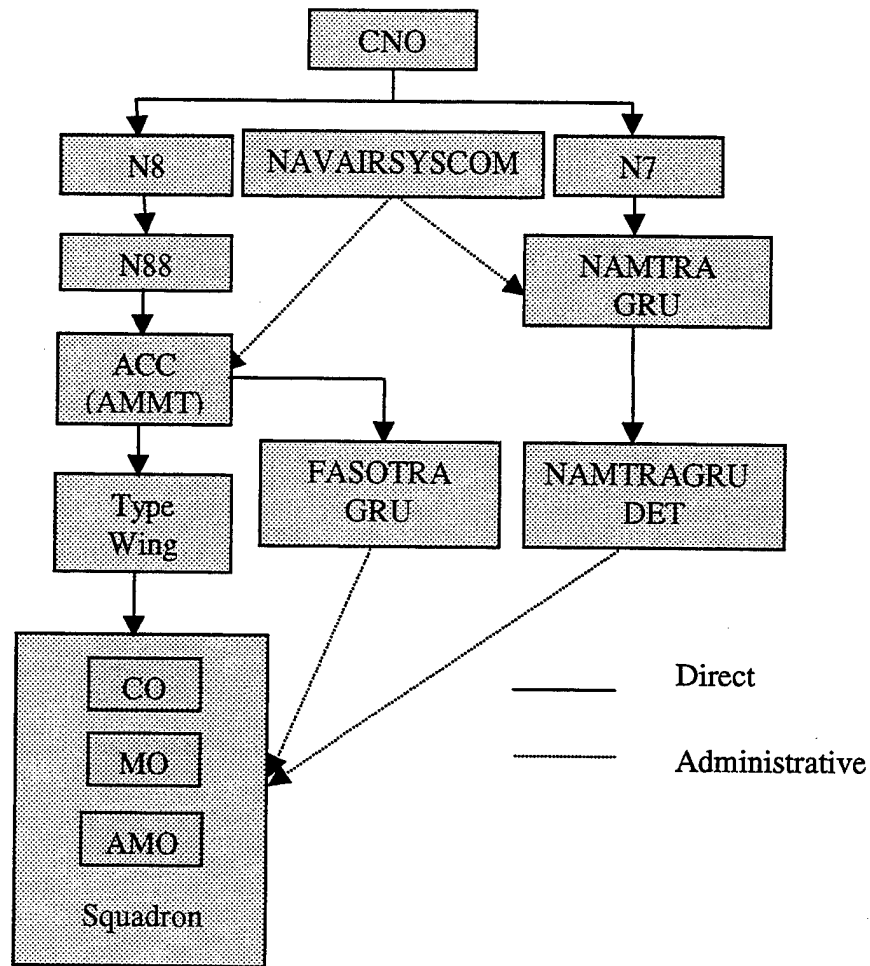 CNO
N8
NAVAIRSYSCOM
N7
N88
NAMTRA
GRU
ACC
(AMMT)
FASOTRA
GRU
NAMTRAGRU
DET
Type
Wing
CO
MO
AMO
Squadron
Direct
Administrative